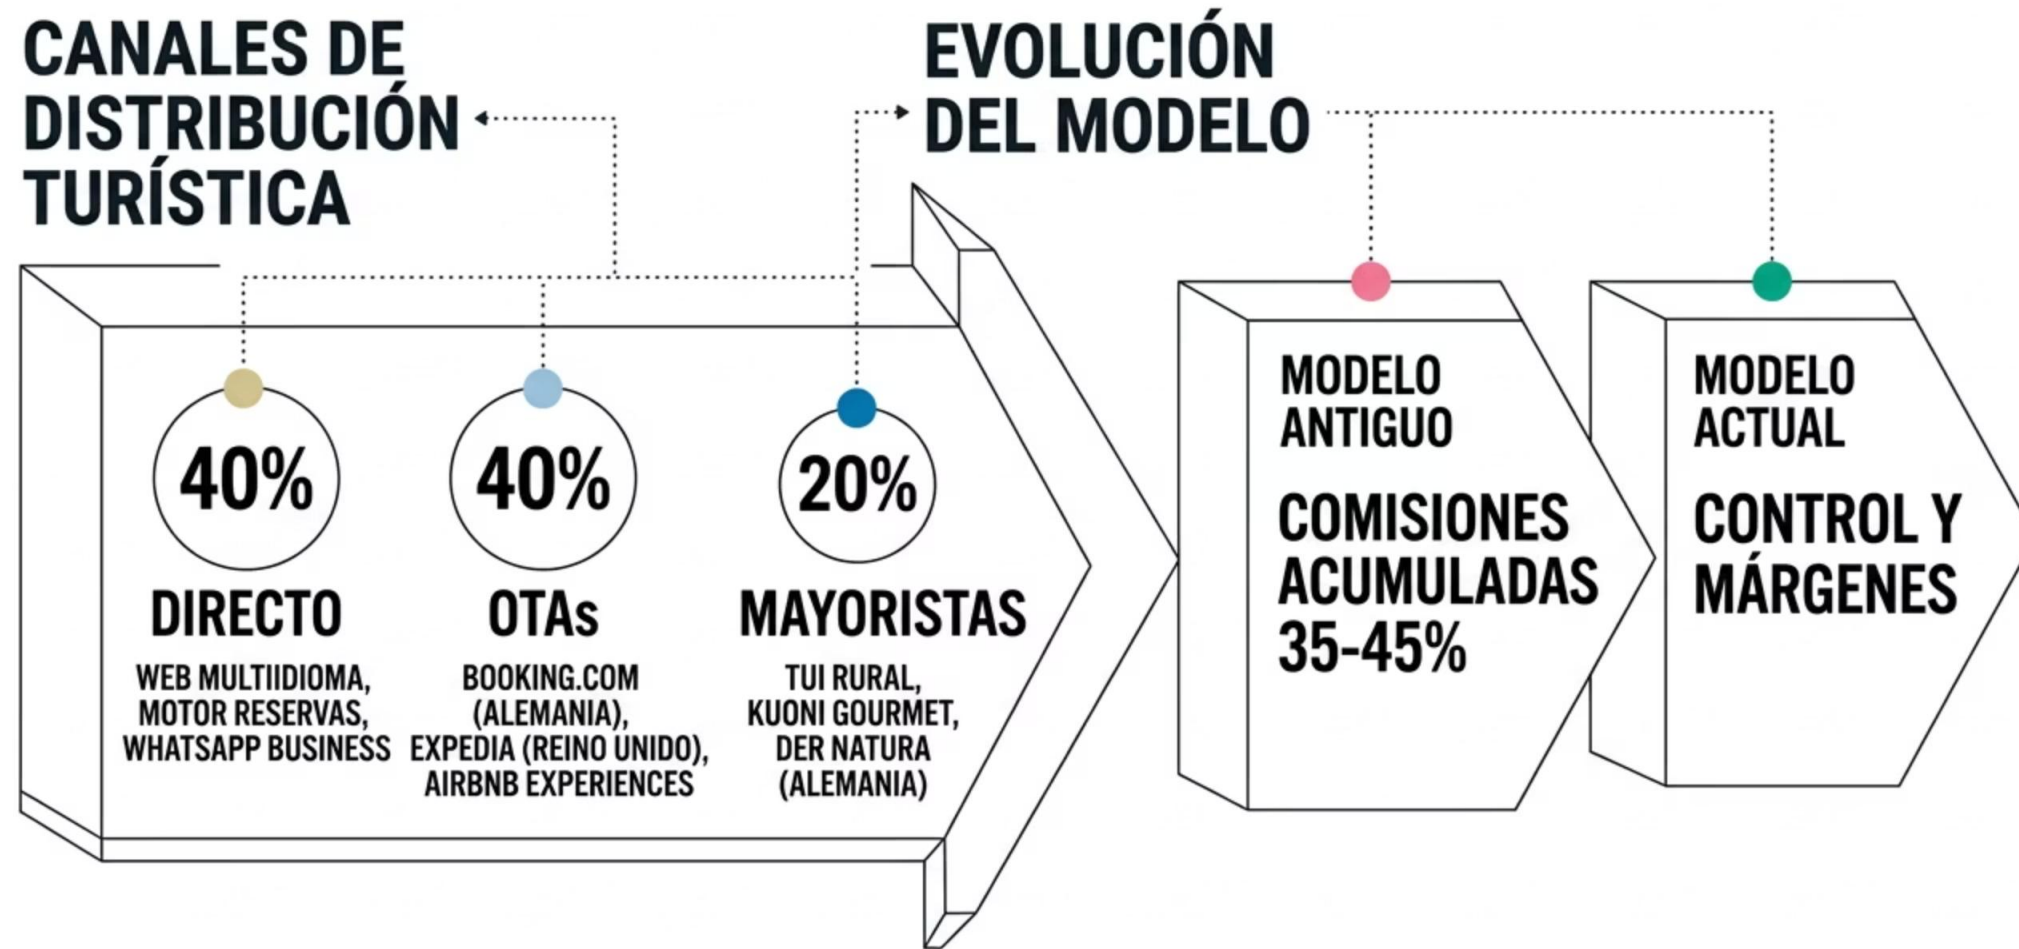 CANALES DE
DISTRIBUCIÓN
TURÍSTICA
EVOLUCIÓN
DEL MODELO
40%
DIRECTO
WEB MULTIIDIOMA,
MOTOR RESERVAS,
WHATSAPP BUSINESS
40%
OTAs
BOOKING.COM
(ALEMANIA),
EXPEDIA (REINO UNIDO),
AIRBNB EXPERIENCES
20%
MAYORISTAS
TUI RURAL,
KUONI GOURMET,
DER NATURA
(ALEMANIA)
MODELO
ANTIGUO
COMISIONES
ACUMULADAS
35-45%
MODELO
ACTUAL
CONTROL Y
MÁRGENES